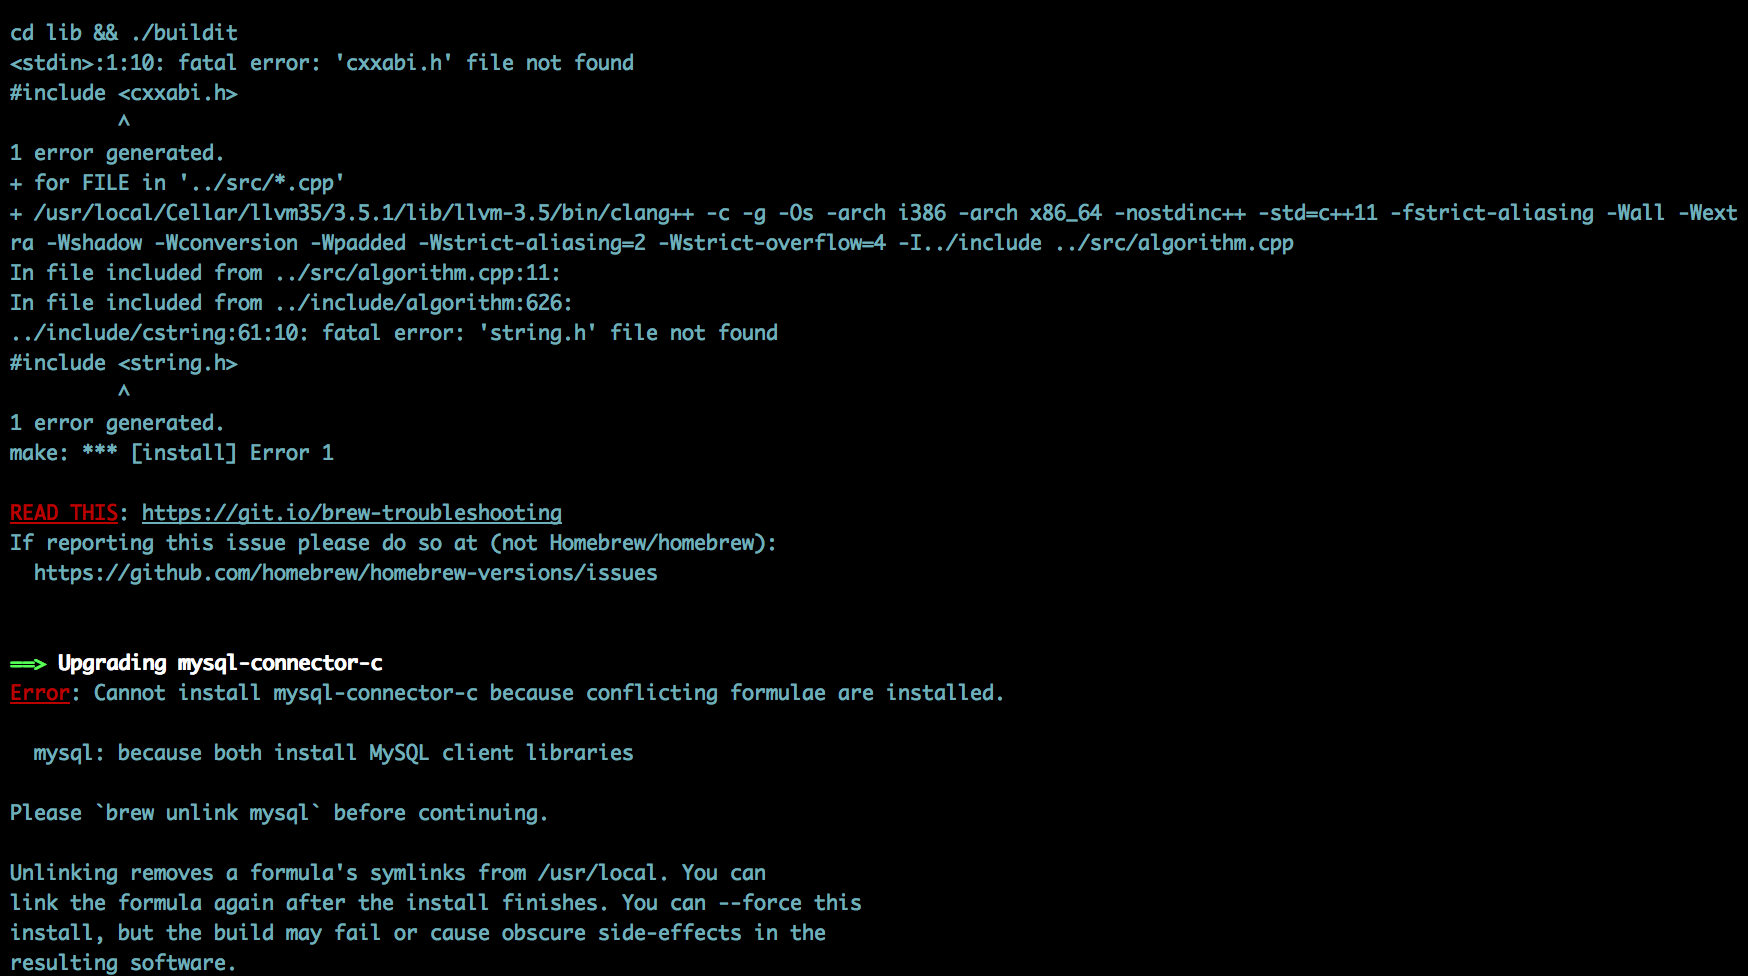 cd lib && ./buildit
<stdin>:1:10: fatal error: 'cxxabi.h' file not found
#include <cxxabi.h>
         ^
1 error generated.
+ for FILE in '../src/*.cpp'
+ /usr/local/Cellar/llvm35/3.5.1/lib/llvm-3.5/bin/clang++ -c -g -Os -arch i386 -arch x86_64 -nostdinc++ -std=c++11 -fstrict-aliasing -Wall -Wext
ra -Wshadow -Wconversion -Wpadded -Wstrict-aliasing=2 -Wstrict-overflow=4 -I../include ../src/algorithm.cpp
In file included from ../src/algorithm.cpp:11:
In file included from ../include/algorithm:626:
../include/cstring:61:10: fatal error: 'string.h' file not found
#include <string.h>
         ^
1 error generated.
make: *** [install] Error 1
READ THIS: https://git.io/brew-troubleshooting
If reporting this issue please do so at (not Homebrew/homebrew):
  https://github.com/homebrew/homebrew-versions/issues
==> Upgrading mysql-connector-c
Error: Cannot install mysql-connector-c because conflicting formulae are installed.
  mysql: because both install MySQL client libraries
Please `brew unlink mysql` before continuing.
Unlinking removes a formula's symlinks from /usr/local. You can
link the formula again after the install finishes. You can --force this
install, but the build may fail or cause obscure side-effects in the
resulting software.